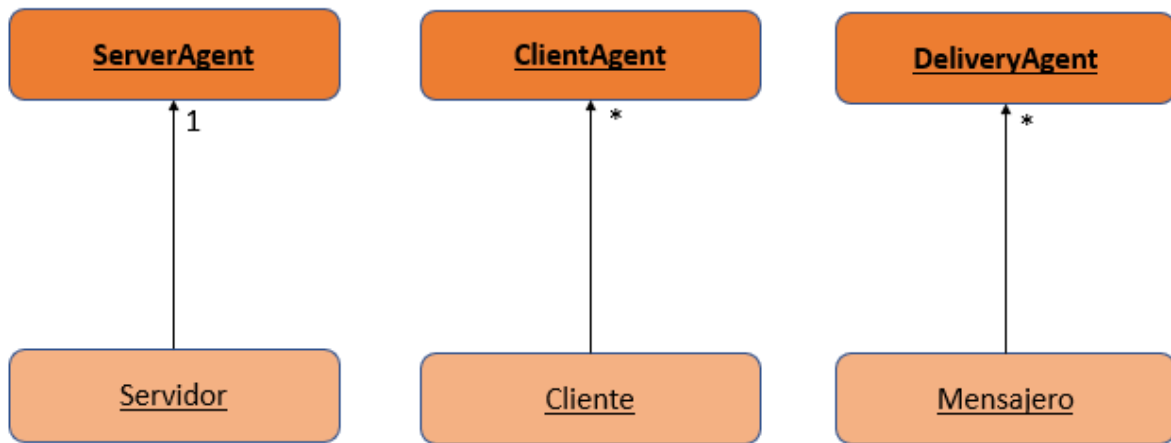 ServerAgent
ClientAgent
DeliveryAgent
1
*
*
Servidor
Cliente
Mensajero